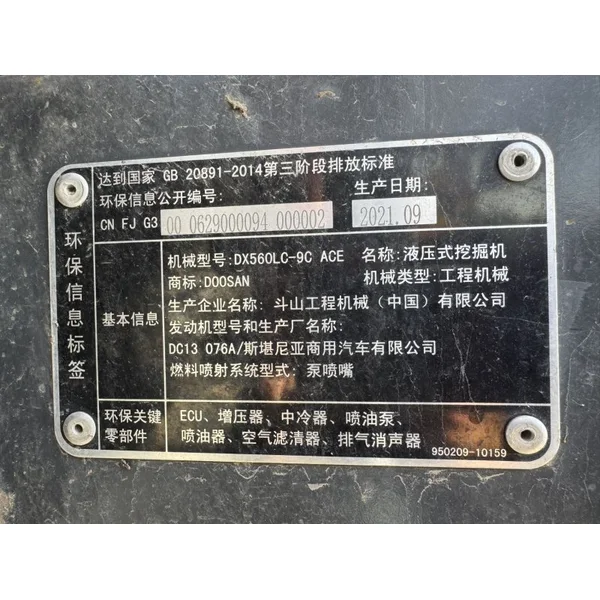 达到国家 GB 20891-2014第三阶段排放标准
环保信息公开编号: 生产日期:
CN FJ G3 00 0629000094 000002 2021.09
环保信息标签
基本信息
机械型号:DX560LC-9C ACE 名称:液压式挖掘机
商标:DOOSAN 机械类型:工程机械
生产企业名称: 斗山工程机械 (中国) 有限公司
发动机型号和生产厂名称:
DC13 076A/斯堪尼亚商用汽车有限公司
燃料喷射系统型式: 泵喷嘴
环保关键
零部件
ECU、增压器、中冷器、喷油泵、
喷油器、空气滤清器、排气消声器
950209-10159